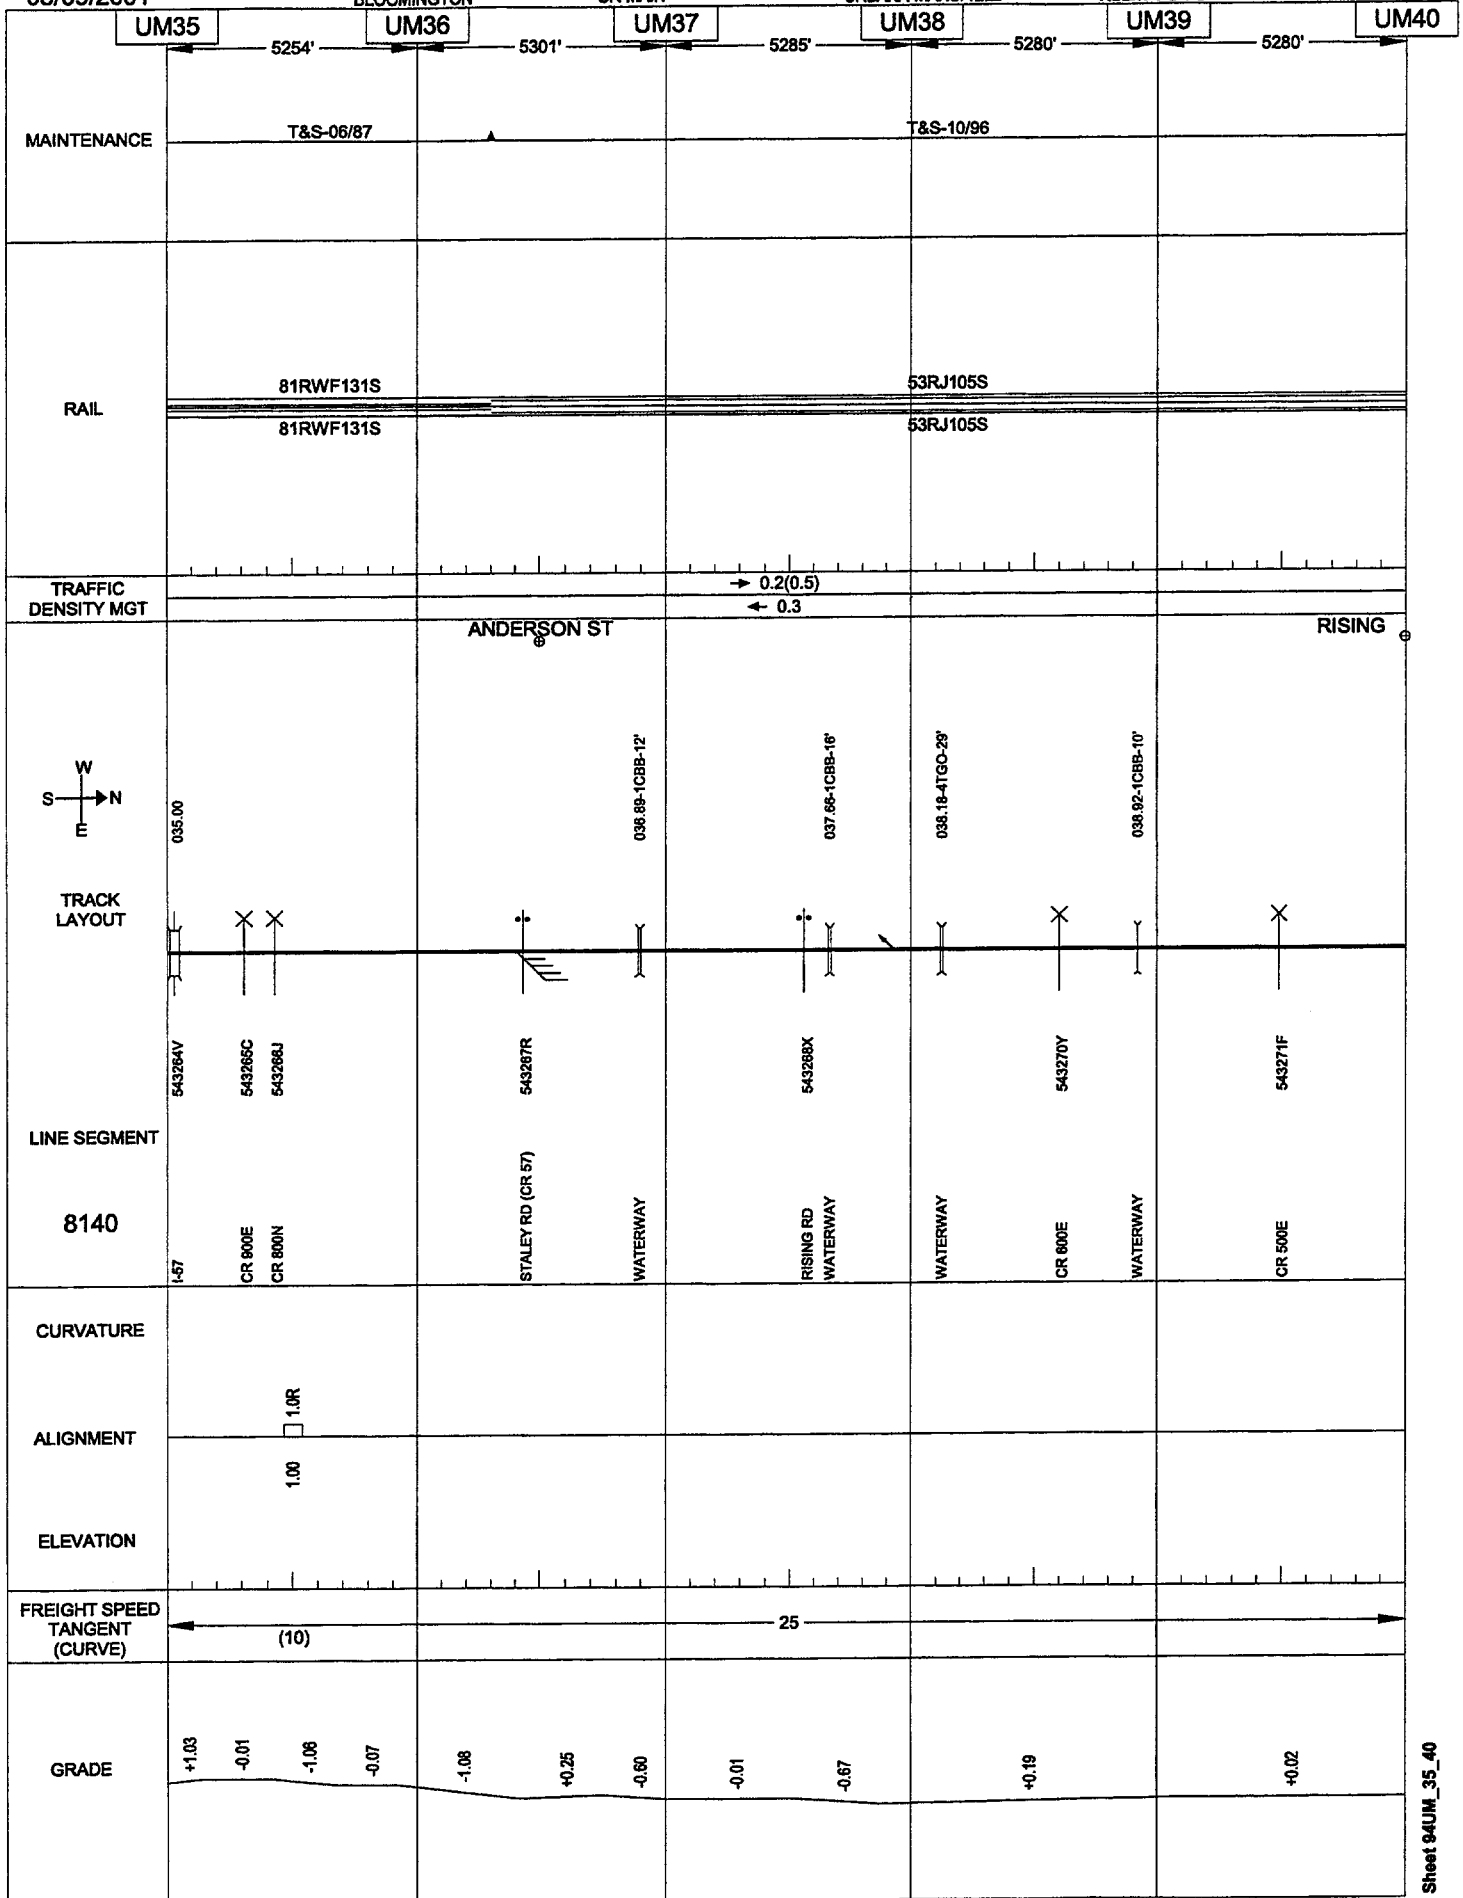 UM35 UM36 UM37 UM38 UM39 UM40
5254' 5301' 5285' 5280' 5280'
MAINTENANCE
T&S-06/87 T&S-10/96
RAIL
81RWF131S 53RJ105S
81RWF131S 53RJ105S
TRAFFIC
DENSITY MGT
→ 0.2(0.5)
← 0.3
ANDERSON ST RISING
W
S N
E
035.00
036.89-1CBB-12'
037.66-1CBB-16'
038.18-4TGO-29'
038.92-1CBB-10'
TRACK
LAYOUT
543264V
543265C
543266J
543267R
543268X
543270Y
543271F
LINE SEGMENT
8140
I-57
CR 900E
CR 800N
STALEY RD (CR 57)
WATERWAY
RISING RD
WATERWAY
WATERWAY
CR 600E
WATERWAY
CR 500E
CURVATURE
1.0R
ALIGNMENT
1.00
ELEVATION
FREIGHT SPEED
TANGENT
(CURVE)
(10) 25
GRADE
+1.03
-0.01
-1.06
-0.07
-1.08
+0.25
-0.60
-0.01
-0.67
+0.19
+0.02
Sheet 94UM_35_40